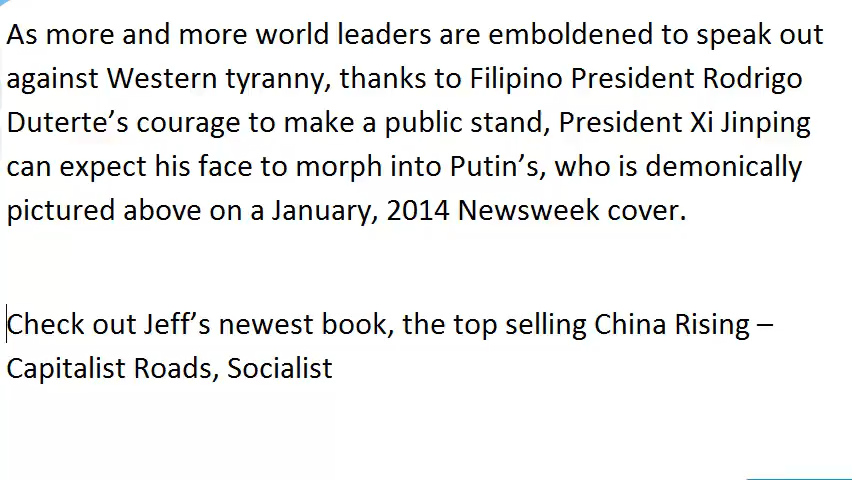 As more and more world leaders are emboldened to speak out
against Western tyranny, thanks to Filipino President Rodrigo
Duterte’s courage to make a public stand, President Xi Jinping
can expect his face to morph into Putin’s, who is demonically
pictured above on a January, 2014 Newsweek cover.
Check out Jeff’s newest book, the top selling China Rising –
Capitalist Roads, Socialist